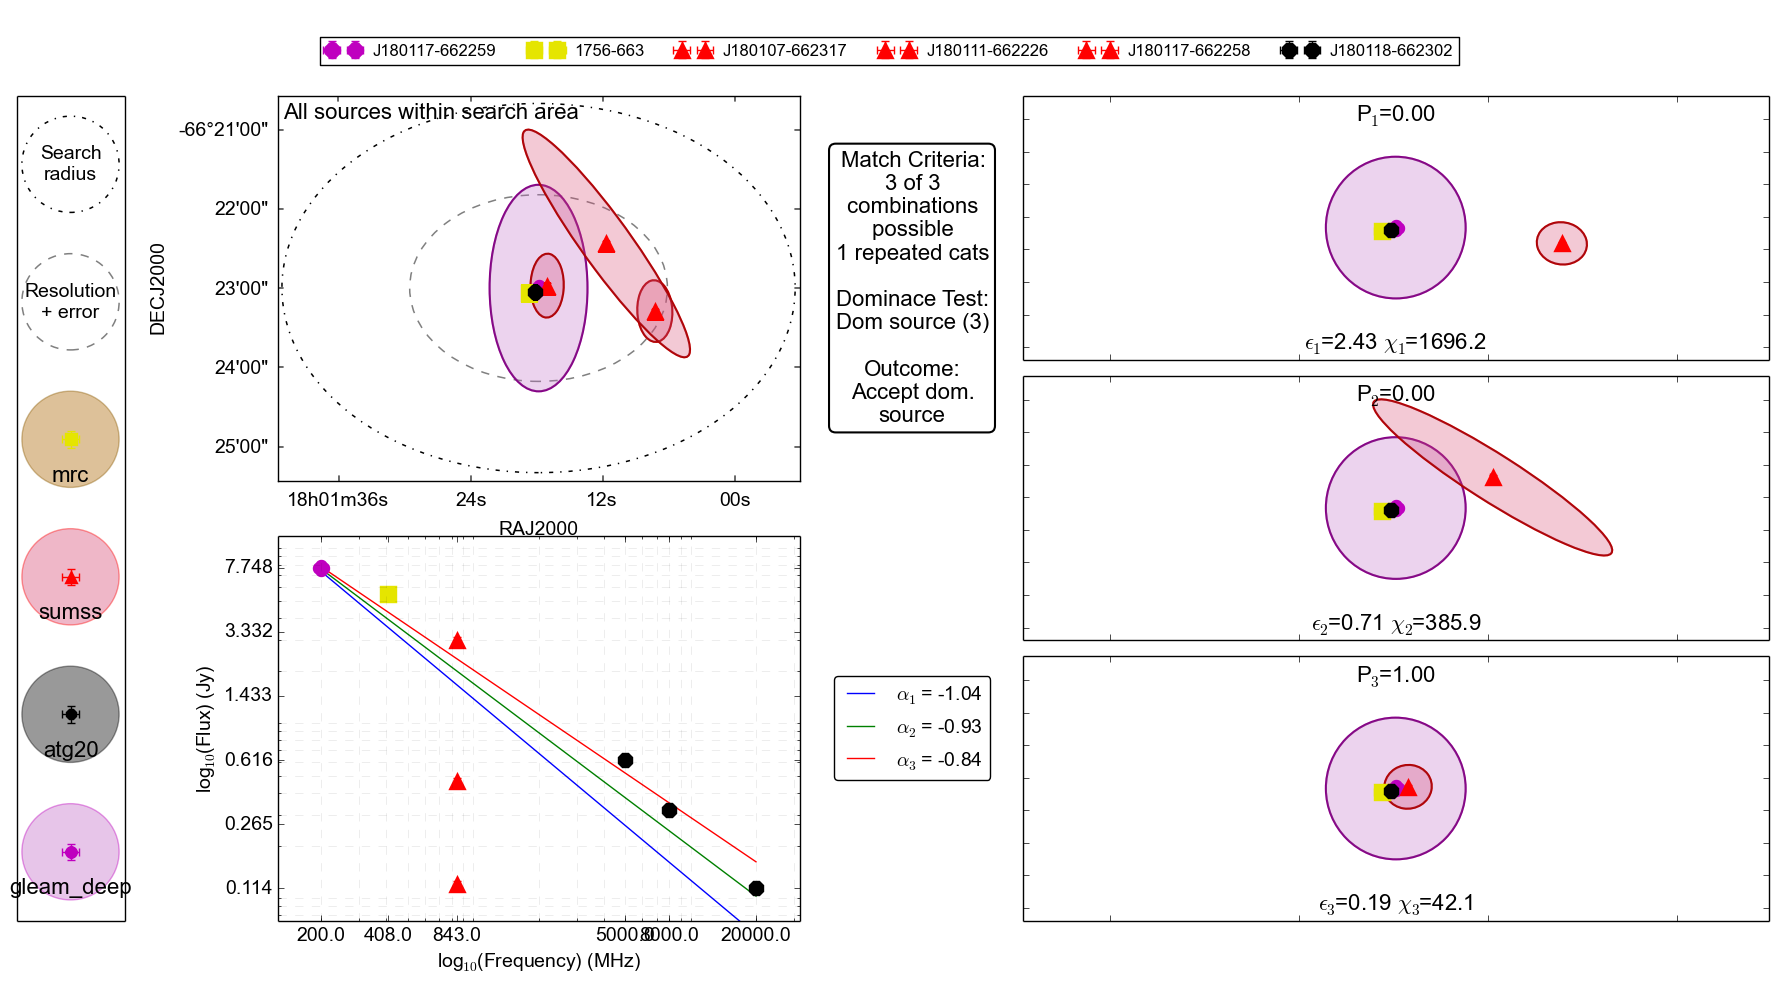 J180117-662259 1756-663 J180107-662317 J180111-662226 J180117-662258 J180118-662302
Search
radius
Resolution
+ error
mrc
sumss
atg20
gleam_deep
All sources within search area
-66°21'00"
22'00"
23'00"
24'00"
25'00"
DECJ2000
18h01m36s 24s 12s 00s
RAJ2000
7.748
3.332
1.433
0.616
0.265
0.114
log10(Flux) (Jy)
200.0 408.0 843.0 5000.0 8000.0 20000.0
log10(Frequency) (MHz)
Match Criteria:
3 of 3
combinations
possible
1 repeated cats
Dominace Test:
Dom source (3)
Outcome:
Accept dom.
source
α1 = -1.04
α2 = -0.93
α3 = -0.84
P1=0.00
ϵ1=2.43 χ1=1696.2
P2=0.00
ϵ2=0.71 χ2=385.9
P3=1.00
ϵ3=0.19 χ3=42.1